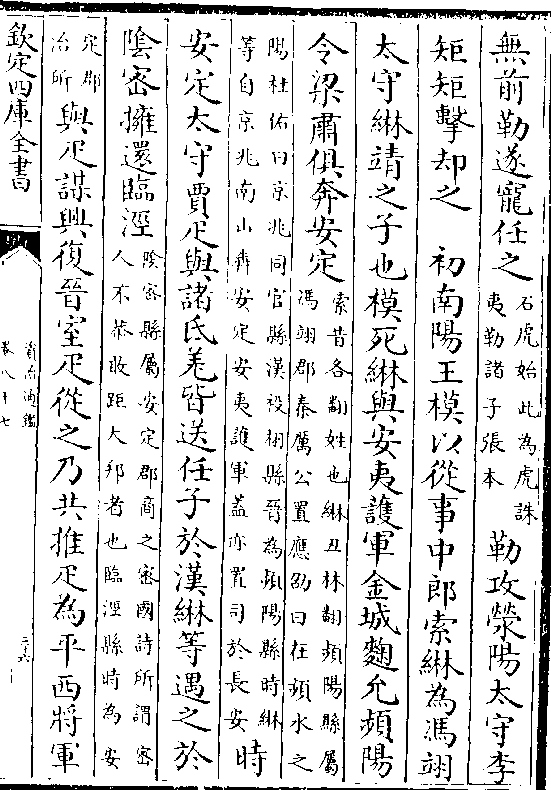 無前勒遂寵任之石虎始此為虎誅夷勒諸子張本勒攻滎陽太守李
矩矩擊却之　初南陽王模以從事中郎索綝為馮翊
太守綝靖之子也模死綝與安夷護軍金城麴允頻陽
令梁肅俱奔安定索昔各翻姓也綝丑林翻頻陽縣屬馮翊郡秦厲公置應劭曰在頻水之
陽杜佑曰京兆同官縣漢祋栩縣晉為頻陽縣時綝等自京兆南山犇安定安夷護軍蓋亦置司於長安時
安定太守賈疋與諸氐羌皆送任子於漢綝等遇之於
陰密擁還臨涇陰密縣屬安定郡商之密國詩所謂密人不恭敢距大邦者也臨涇縣時為安
定郡治所與疋謀興復晉室疋從之乃共推疋為平西將軍
欽定四庫全書
資治通鑑
卷八十七
二十六